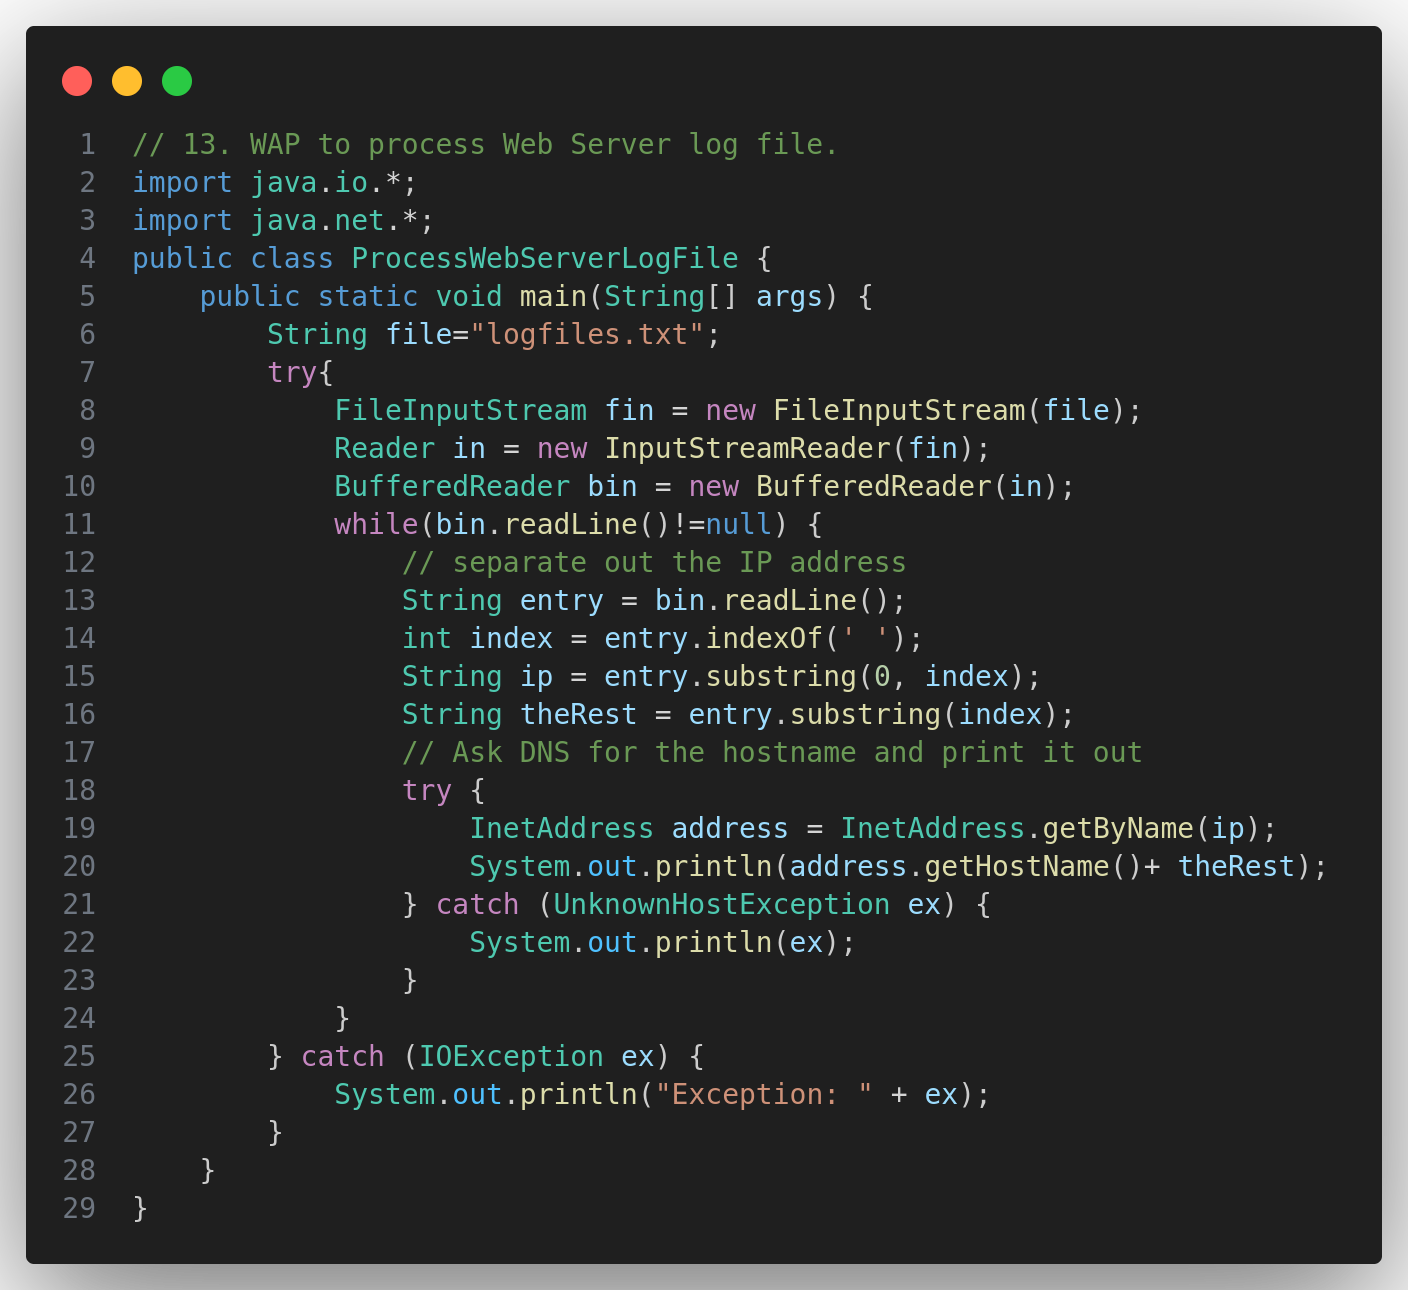 1 // 13. WAP to process Web Server log file.
2 import java.io.*;
3 import java.net.*;
4 public class ProcessWebServerLogFile {
5     public static void main(String[] args) {
6         String file="logfiles.txt";
7         try{
8             FileInputStream fin = new FileInputStream(file);
9             Reader in = new InputStreamReader(fin);
10             BufferedReader bin = new BufferedReader(in);
11             while(bin.readLine()!=null) {
12                 // separate out the IP address
13                 String entry = bin.readLine();
14                 int index = entry.indexOf(' ');
15                 String ip = entry.substring(0, index);
16                 String theRest = entry.substring(index);
17                 // Ask DNS for the hostname and print it out
18                 try {
19                     InetAddress address = InetAddress.getByName(ip);
20                     System.out.println(address.getHostName()+ theRest);
21                 } catch (UnknownHostException ex) {
22                     System.out.println(ex);
23                 }
24             }
25         } catch (IOException ex) {
26             System.out.println("Exception: " + ex);
27         }
28     }
29 }